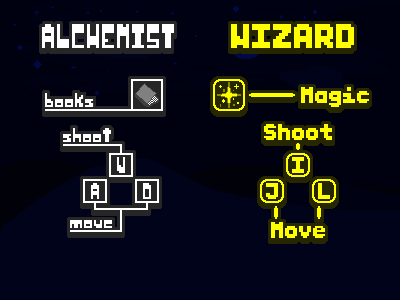 ALCHEMIST
books
shoot
W
A D
move
WIZARD
Magic
Shoot
I
J L
Move